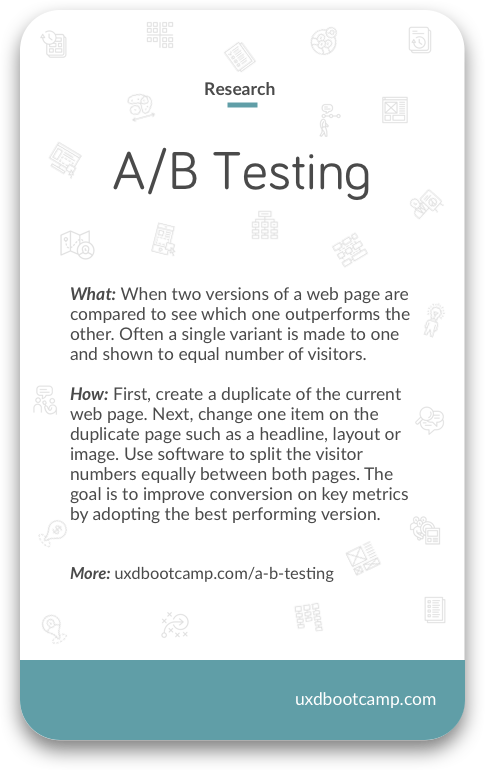 Research
A/B Testing
What: When two versions of a web page are
compared to see which one outperforms the
other. Often a single variant is made to one
and shown to equal number of visitors.
How: First, create a duplicate of the current
web page. Next, change one item on the
duplicate page such as a headline, layout or
image. Use software to split the visitor
numbers equally between both pages. The
goal is to improve conversion on key metrics
by adopting the best performing version.
More: uxdbootcamp.com/a-b-testing
uxdbootcamp.com